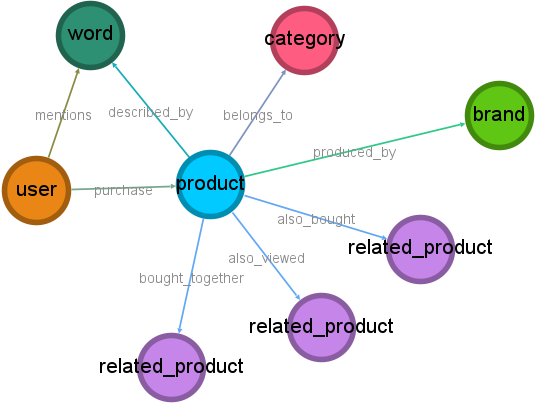 word
category
mentions
described_by
belongs_to
brand
produced_by
user
purchase
product
also_bought
related_product
also_viewed
bought_together
related_product
related_product